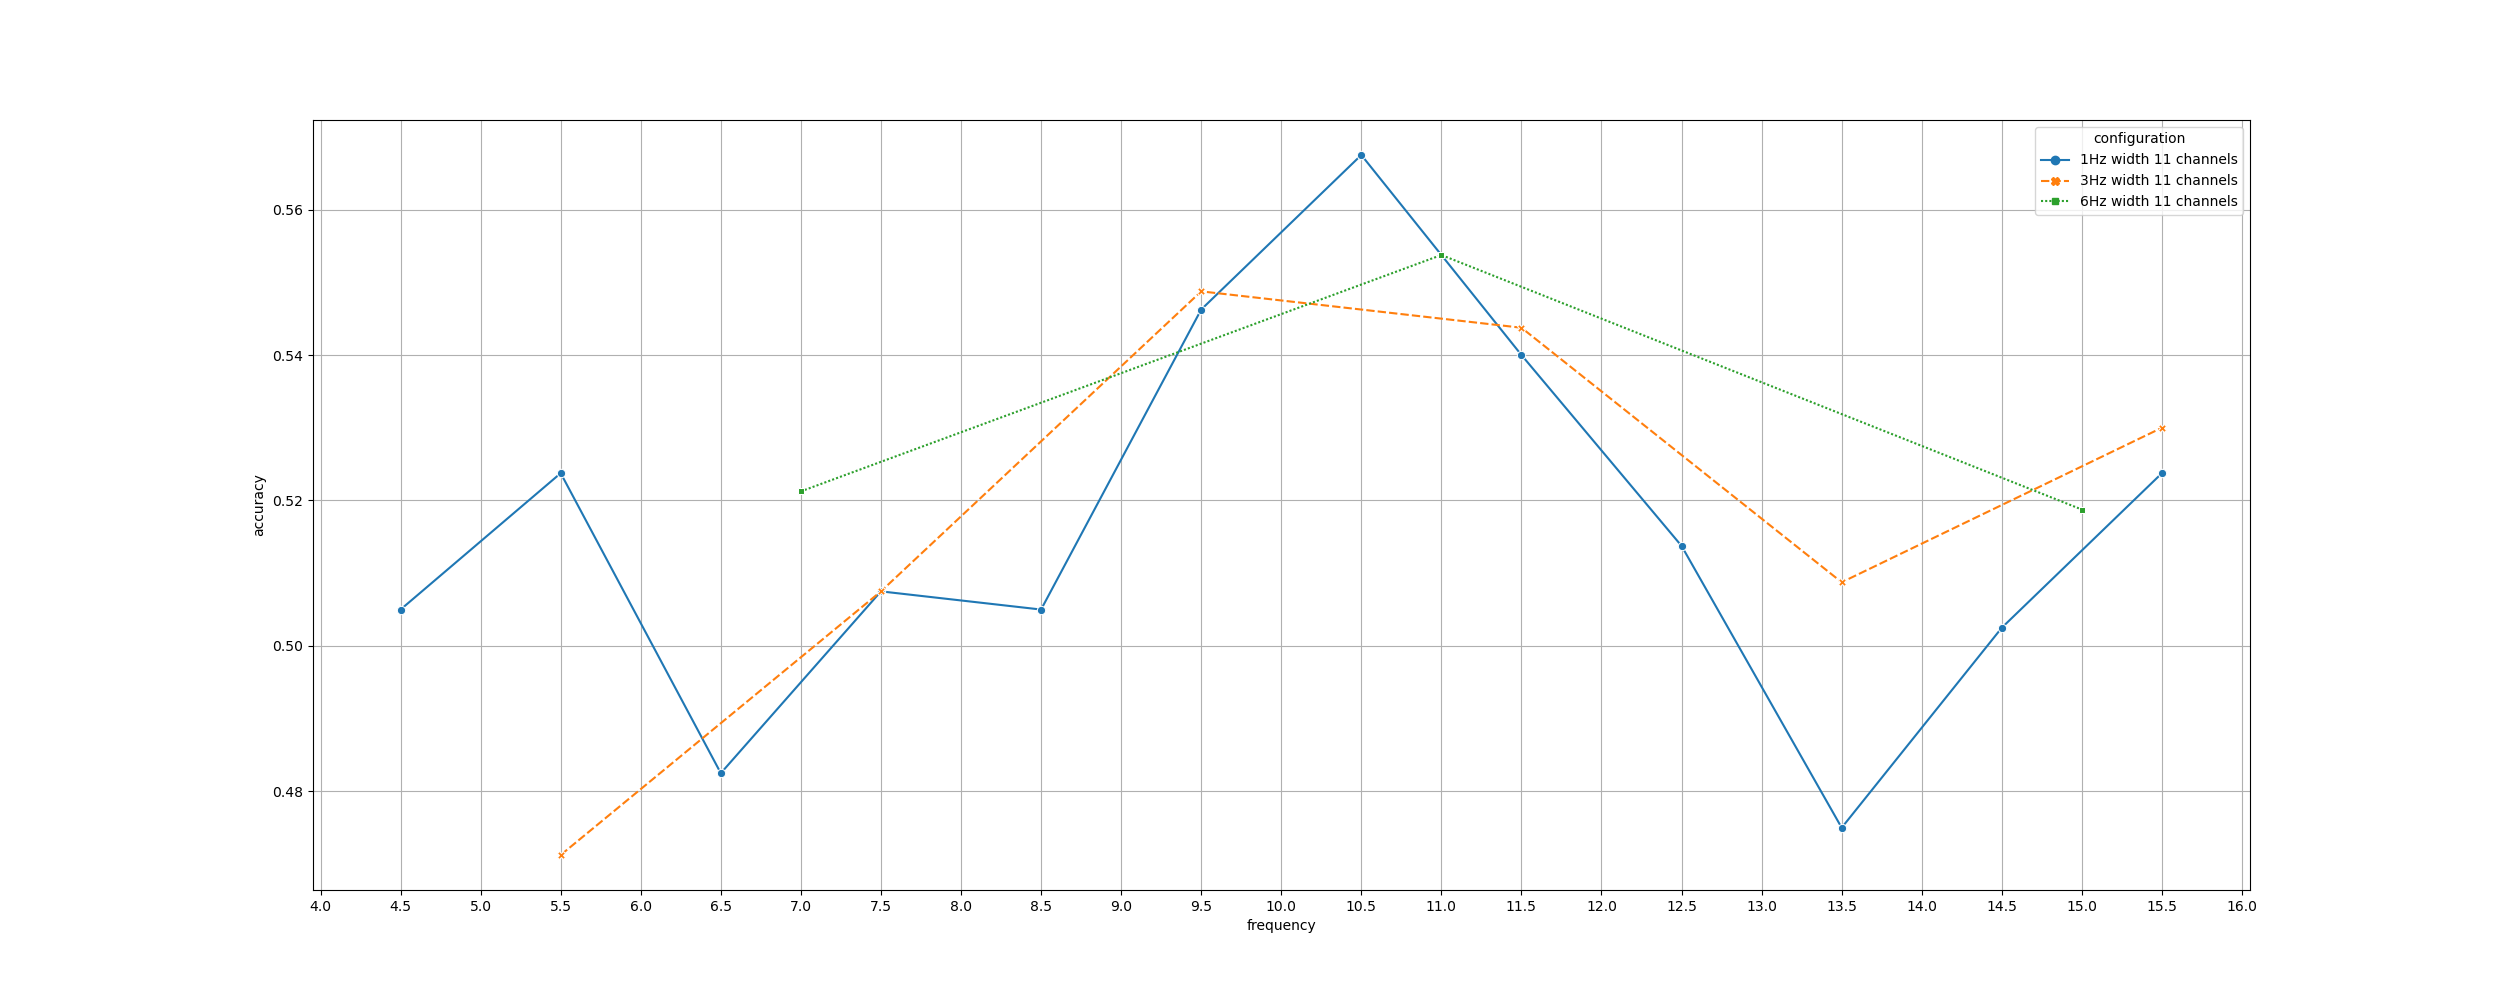 configuration
1Hz width 11 channels
3Hz width 11 channels
6Hz width 11 channels
0.56
0.54
0.52
0.50
0.48
accuracy
4.0 4.5 5.0 5.5 6.0 6.5 7.0 7.5 8.0 8.5 9.0 9.5 10.0 10.5 11.0 11.5 12.0 12.5 13.0 13.5 14.0 14.5 15.0 15.5 16.0
frequency